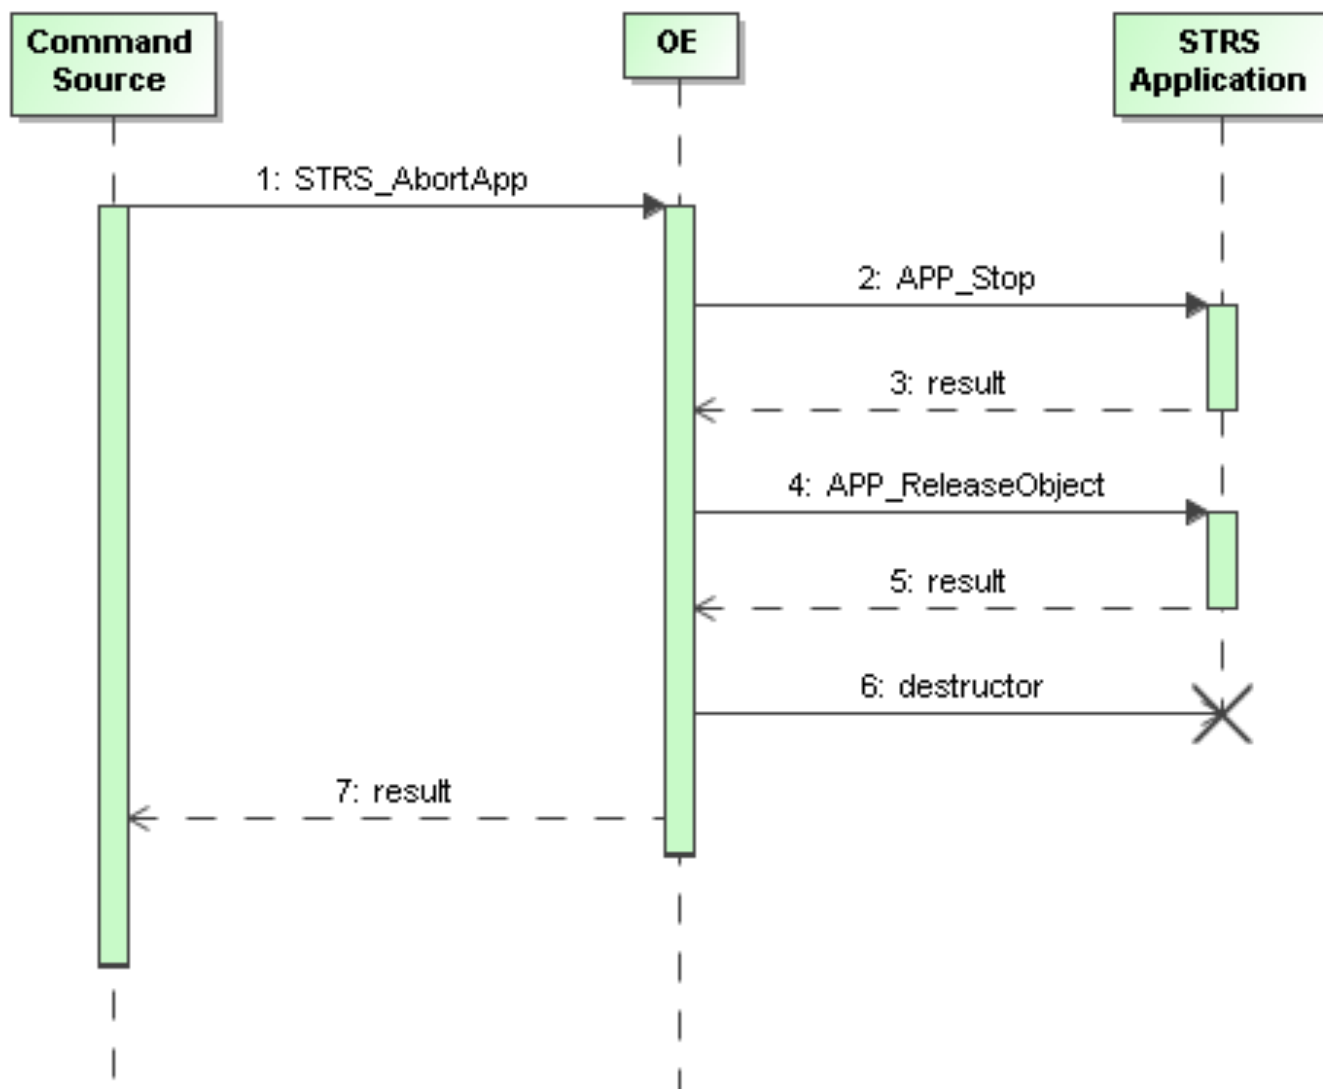 Command
Source
OE
STRS
Application
1: STRS_AbortApp
2: APP_Stop
3: result
4: APP_ReleaseObject
5: result
6: destructor
7: result